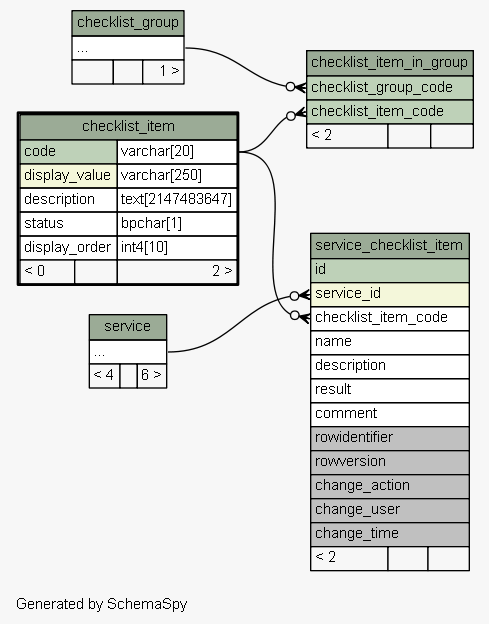 checklist_group
...
1 >
checklist_item_in_group
checklist_group_code
checklist_item_code
< 2
checklist_item
code varchar[20]
display_value varchar[250]
description text[2147483647]
status bpchar[1]
display_order int4[10]
< 0 2 >
service_checklist_item
id
service_id
checklist_item_code
name
description
result
comment
rowidentifier
rowversion
change_action
change_user
change_time
< 2
service
...
< 4 6 >
Generated by SchemaSpy